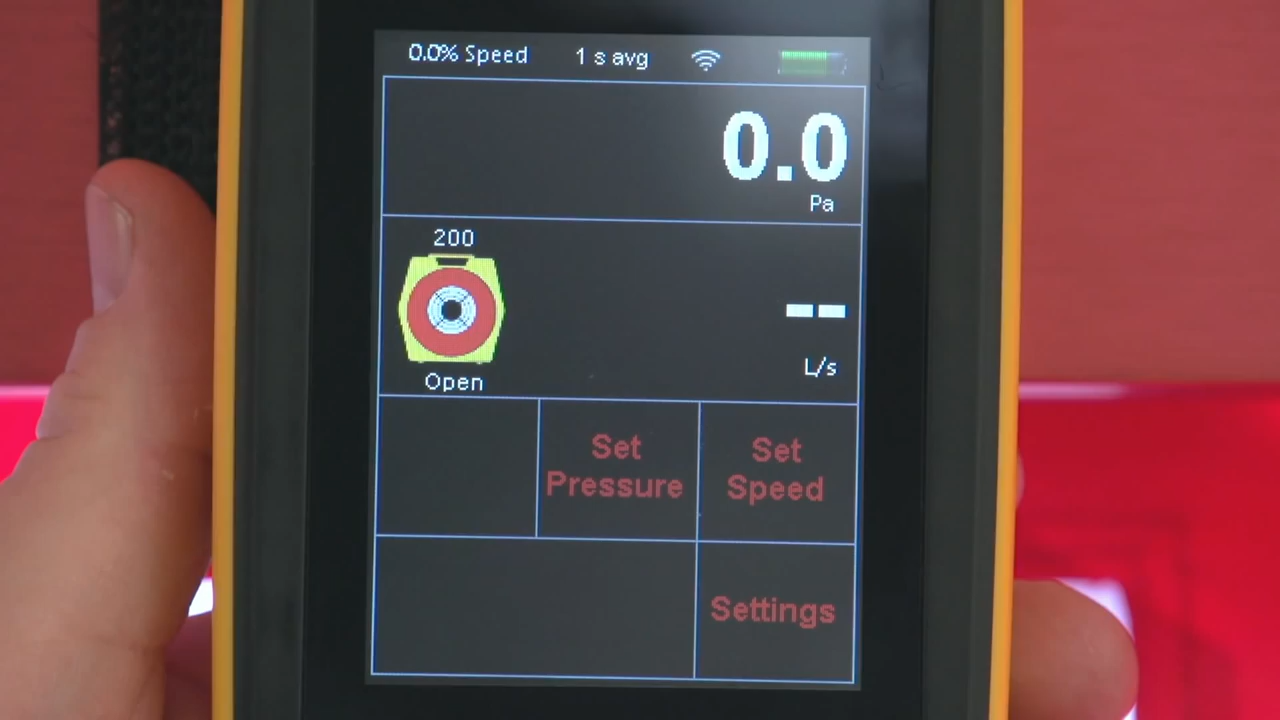 0.0% Speed 1 s avg
0.0
Pa
200
--
L/s
Open
Set
Pressure
Set
Speed
Settings